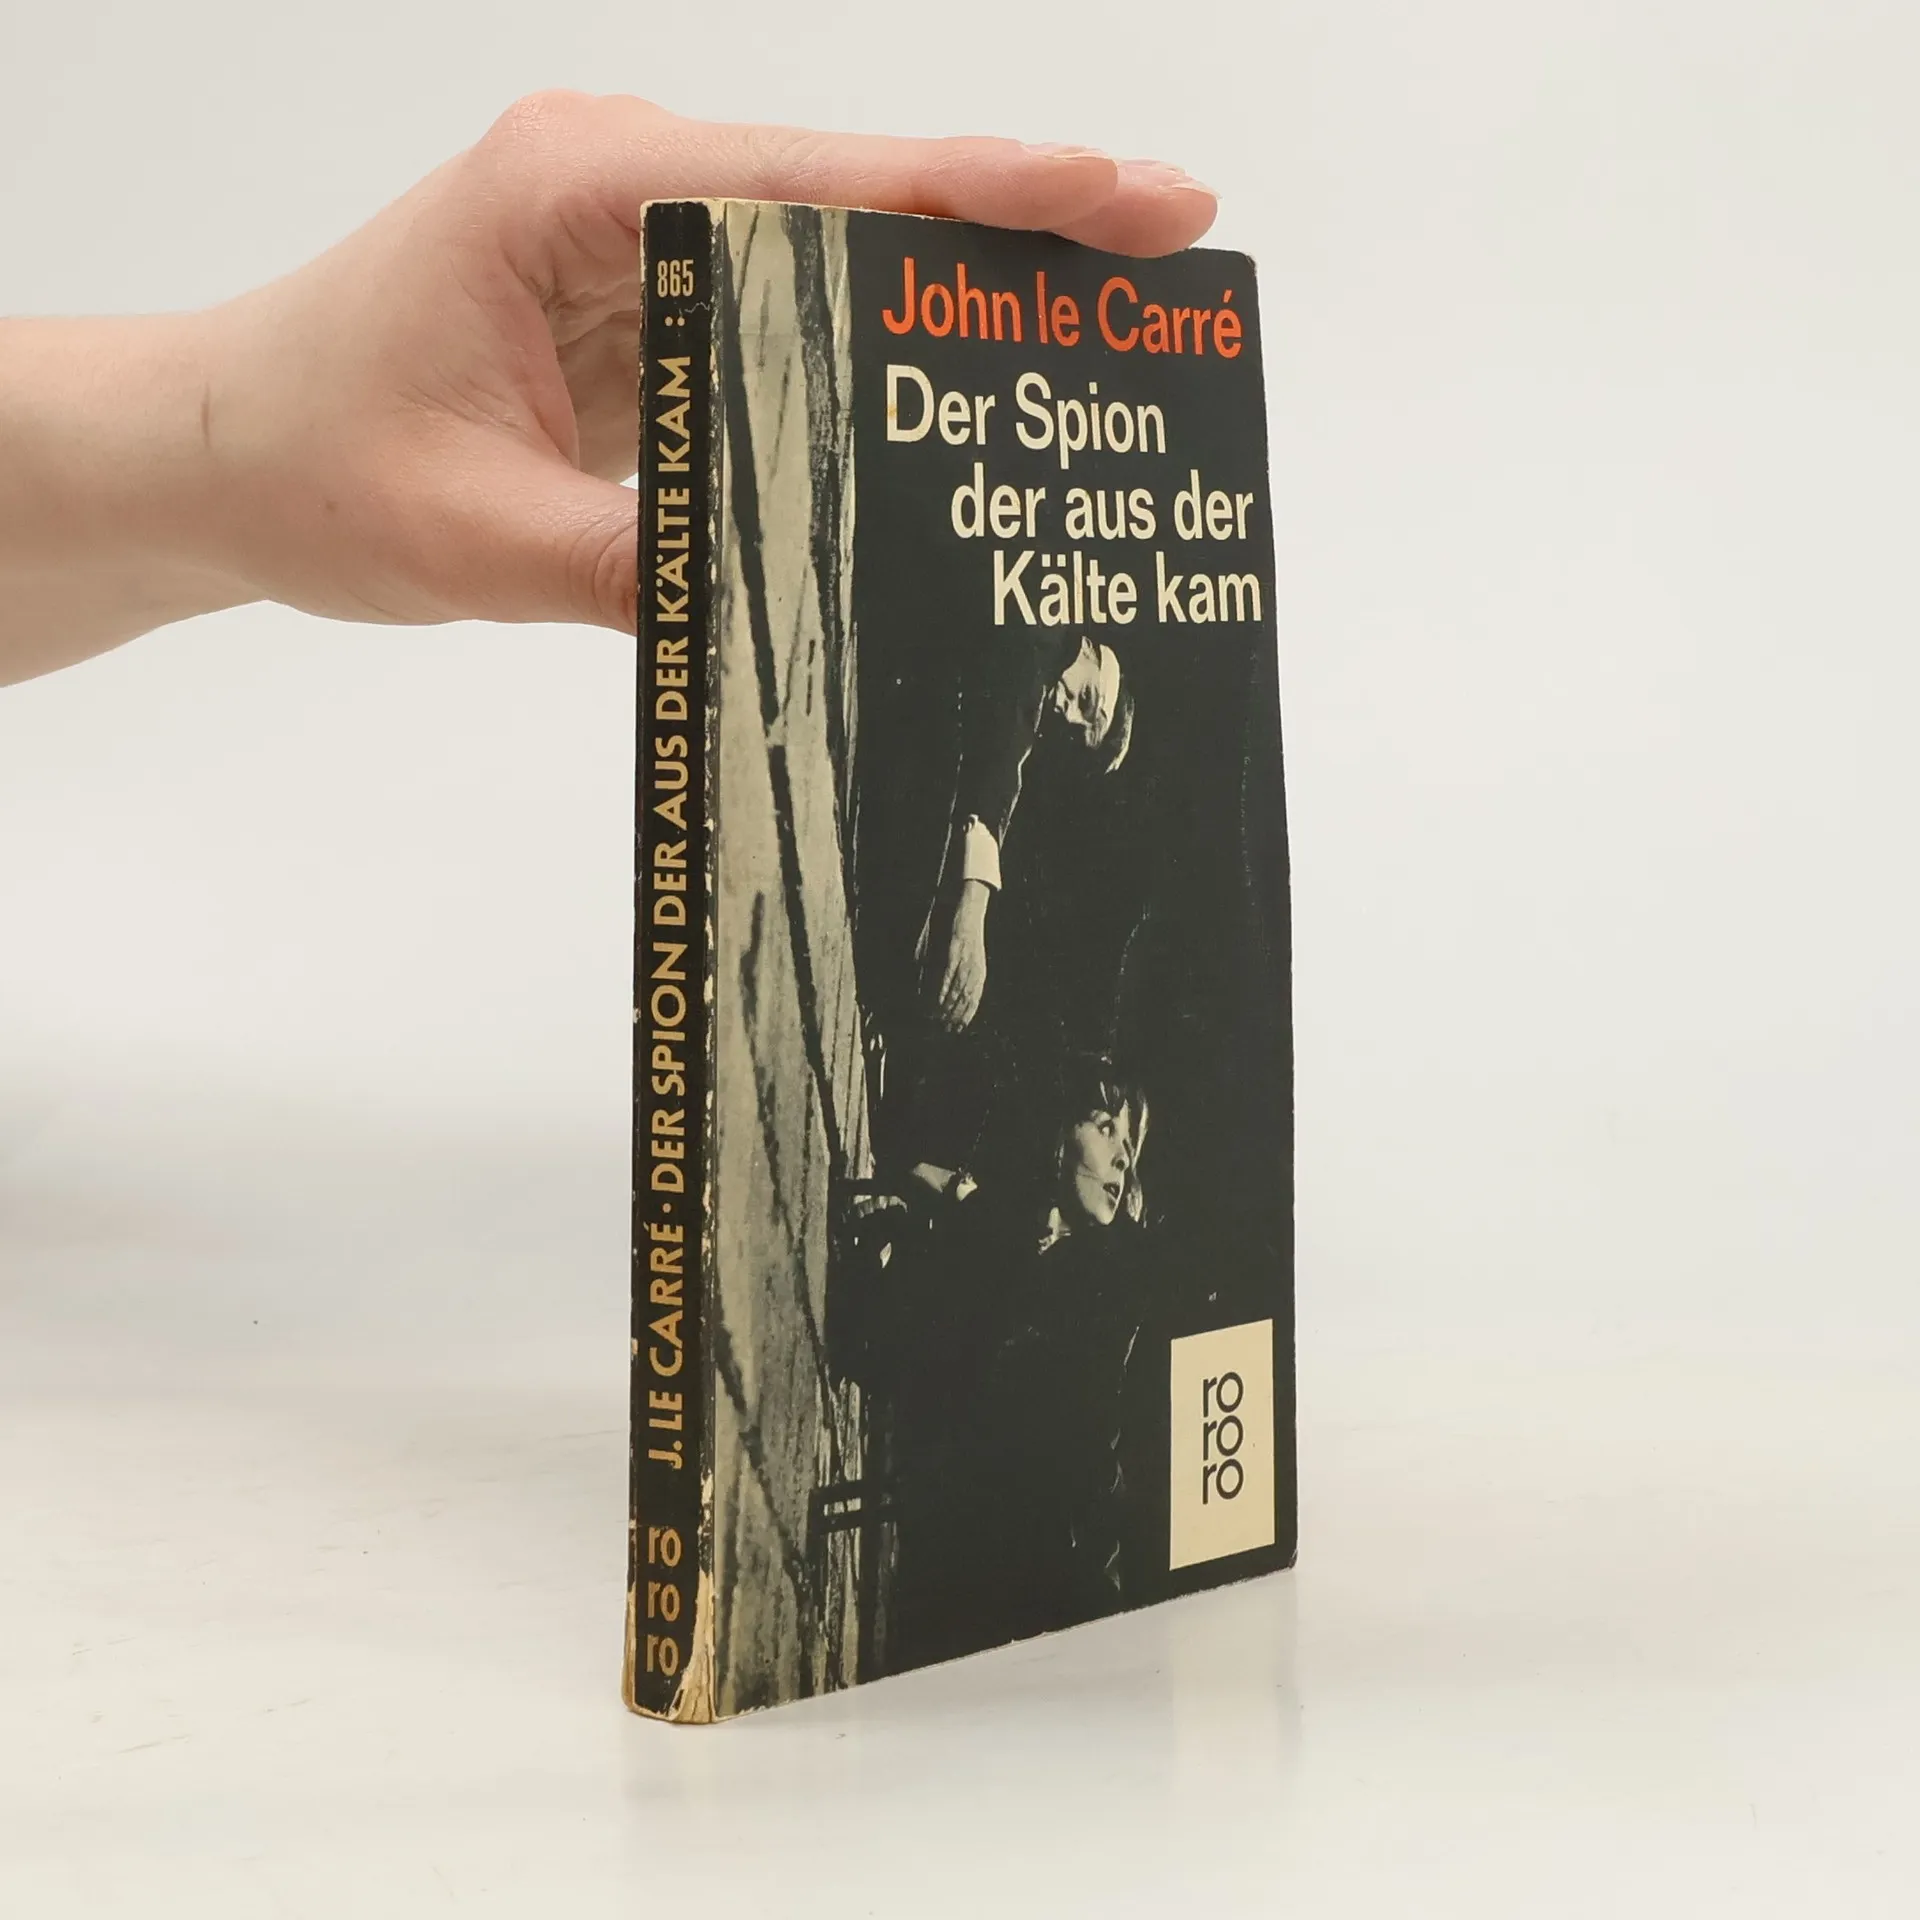 John le Carré
Der Spion
der aus der
Kälte kam
ro
ro
ro
J. LE CARRÉ · DER SPION DER AUS DER KÄLTE KAM : 865
ro
ro
ro